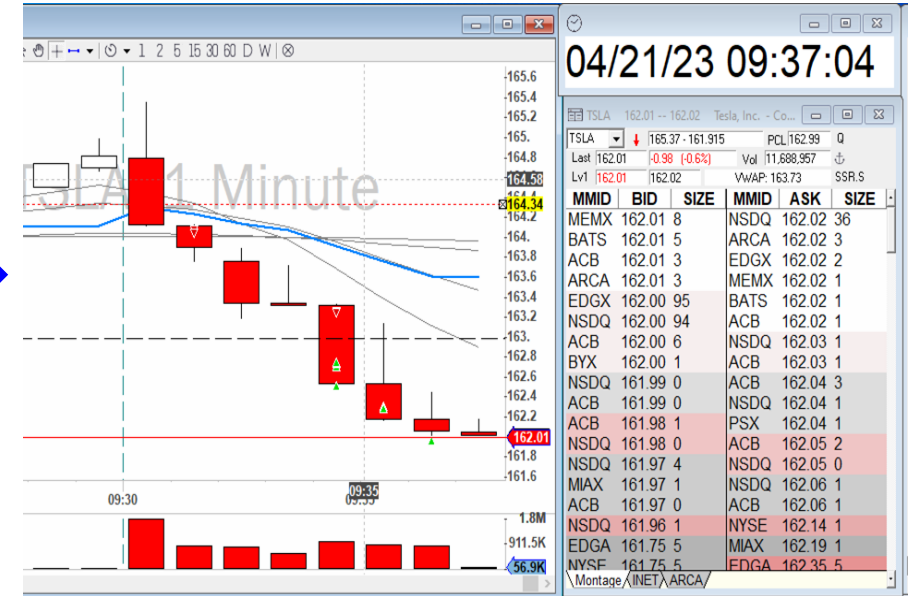 1 2 5 15 30 60 D W
TSLA 1 Minute
165.6
165.4
165.2
165.
164.8
164.58
164.4
164.34
164.2
164.
163.8
163.6
163.4
163.2
163.
162.8
162.6
162.4
162.2
162.01
161.8
161.6
09:30
09:35
1.8M
911.5K
56.9K
04/21/23 09:37:04
TSLA 162.01 -- 162.02 Tesla, Inc. - Co...
TSLA 165.37 - 161.915 PCL 162.99 Q
Last 162.01 -0.98 (-0.6%) Vol 11,688,957
Lv1 162.01 162.02 VWAP: 163.73 SSR.S
MMID BID SIZE MMID ASK SIZE
MEMX 162.01 8 NSDQ 162.02 36
BATS 162.01 5 ARCA 162.02 3
ACB 162.01 3 EDGX 162.02 2
ARCA 162.01 3 MEMX 162.02 1
EDGX 162.00 95 BATS 162.02 1
NSDQ 162.00 94 ACB 162.02 1
ACB 162.00 6 NSDQ 162.03 1
BYX 162.00 1 ACB 162.03 1
NSDQ 161.99 0 ACB 162.04 3
ACB 161.99 0 NSDQ 162.04 1
ACB 161.98 1 PSX 162.04 1
NSDQ 161.98 0 ACB 162.05 2
NSDQ 161.97 4 NSDQ 162.05 0
MIAX 161.97 1 NSDQ 162.06 1
ACB 161.97 0 ACB 162.06 1
NSDQ 161.96 1 NYSE 162.14 1
EDGA 161.75 5 MIAX 162.19 1
NYSE 161.75 5 EDGA 162.35 5
Montage INET ARCA